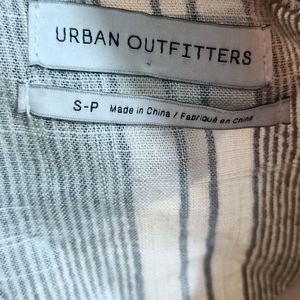 URBAN OUTFITTERS
S-P Made in China / Fabriqué en Chine